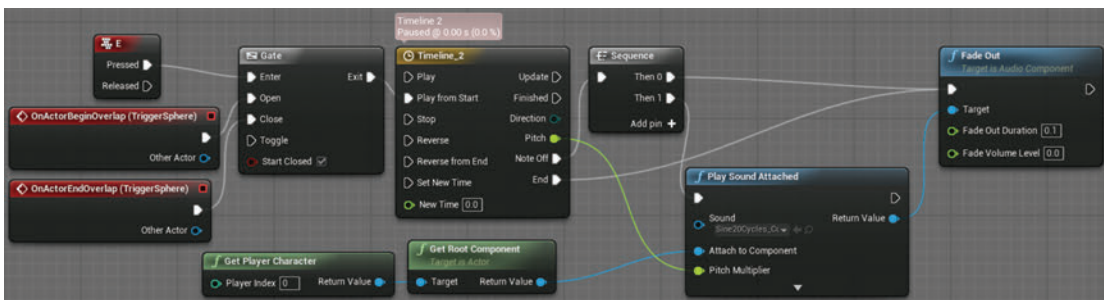 Timeline 2
Paused @ 0.00 s (0.0 %)
E
Pressed
Released
OnActorBeginOverlap (TriggerSphere)
Other Actor
OnActorEndOverlap (TriggerSphere)
Other Actor
Gate
Enter
Exit
Open
Close
Toggle
Start Closed
Timeline_2
Play
Update
Play from Start
Finished
Stop
Direction
Reverse
Pitch
Reverse from End
Note Off
Set New Time
End
New Time 0.0
Sequence
Then 0
Then 1
Add pin +
Fade Out
Target is Audio Component
Target
Fade Out Duration 0.1
Fade Volume Level 0.0
Play Sound Attached
Sound
Return Value
Attach to Component
Pitch Multiplier
Get Player Character
Player Index 0
Return Value
Get Root Component
Target is Actor
Target
Return Value